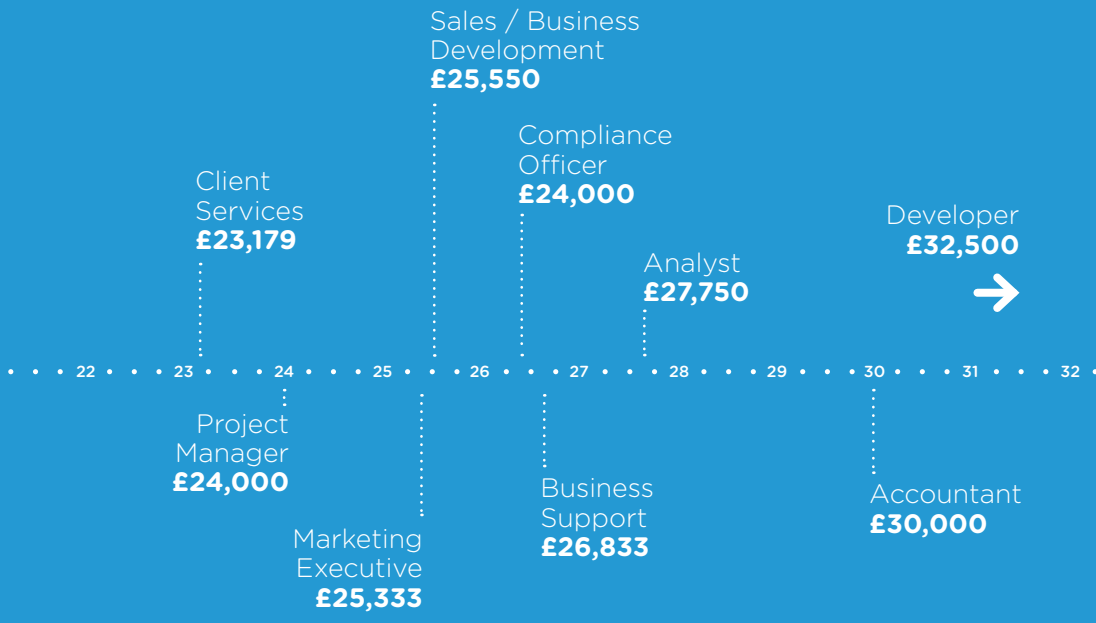 Sales / Business
Development
£25,550
Compliance
Officer
£24,000
Client
Services
£23,179
Developer
£32,500
Analyst
£27,750
22 23 24 25 26 27 28 29 30 31 32
Project
Manager
£24,000
Business
Support
£26,833
Accountant
£30,000
Marketing
Executive
£25,333